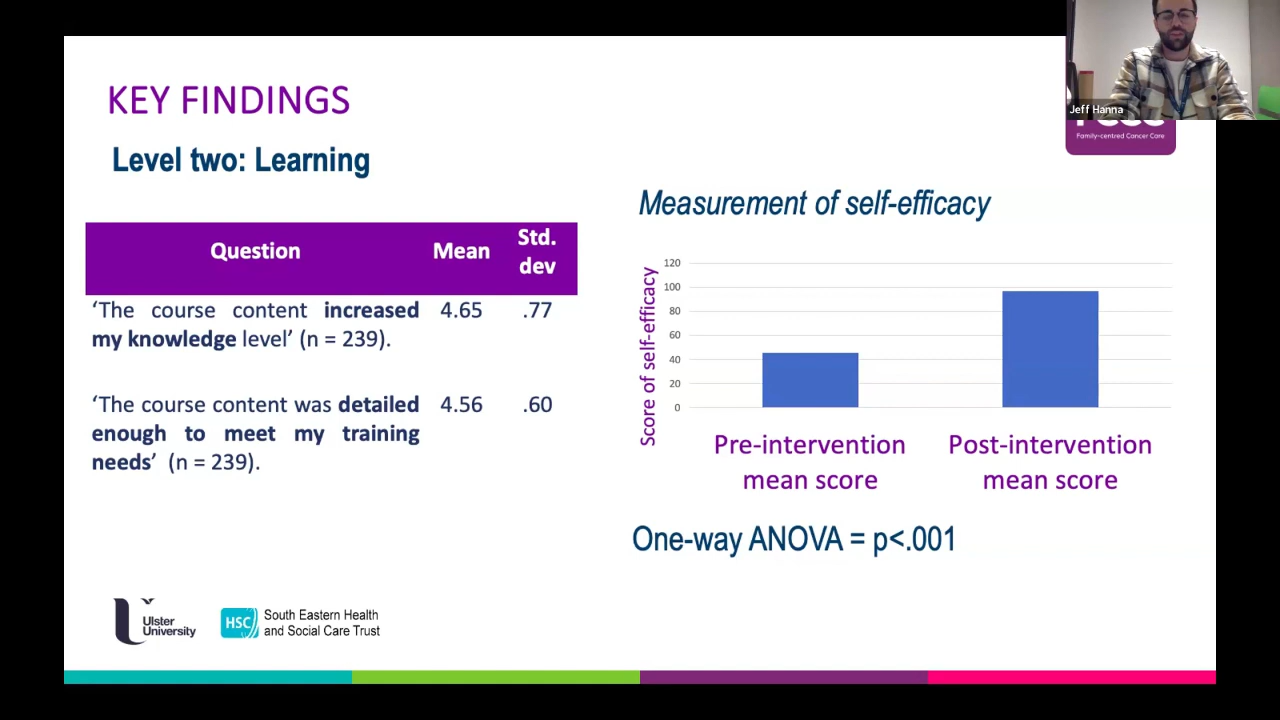 Jeff Hanna
Family-centred Cancer Care
KEY FINDINGS
Level two: Learning
Question Mean Std. dev
‘The course content increased 4.65 .77
my knowledge level’ (n = 239).
‘The course content was detailed 4.56 .60
enough to meet my training
needs’ (n = 239).
Measurement of self-efficacy
Score of self-efficacy
120
100
80
60
40
20
0
Pre-intervention
mean score
Post-intervention
mean score
One-way ANOVA = p<.001
Ulster
University
HSC
South Eastern Health
and Social Care Trust